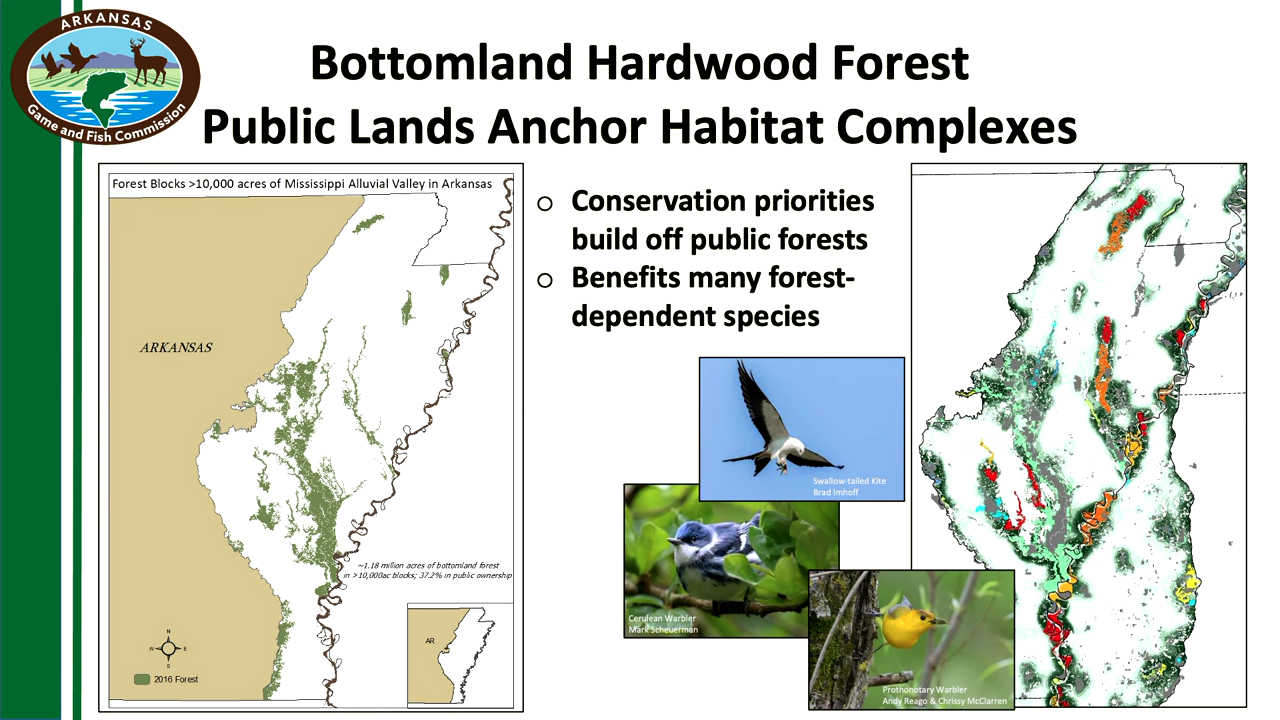 ARKANSAS
Game and Fish Commission
Bottomland Hardwood Forest
Public Lands Anchor Habitat Complexes
Forest Blocks >10,000 acres of Mississippi Alluvial Valley in Arkansas
ARKANSAS
~1.18 million acres of bottomland forest
in >10,000ac blocks; 37.2% in public ownership
N
W E
S
AR
2016 Forest
o Conservation priorities
build off public forests
o Benefits many forest-
dependent species
Swallow-tailed Kite
Brad Imhoff
Cerulean Warbler
Mark Scheuerman
Prothonotary Warbler
Andy Reago & Chrissy McClarren